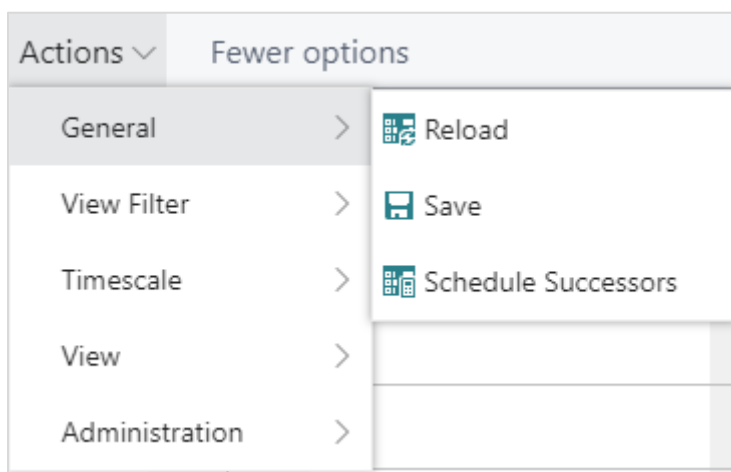 Actions Fewer options
General
Reload
View Filter
Save
Timescale
Schedule Successors
View
Administration